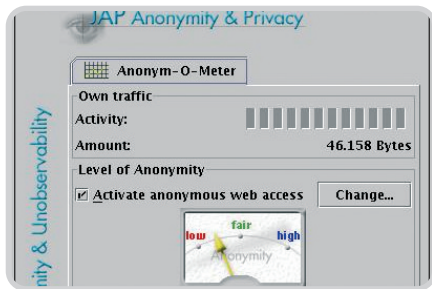 JAP Anonymity & Privacy
Anonym-O-Meter
Own traffic
Activity:
Amount: 46.158 Bytes
Level of Anonymity
Activate anonymous web access Change...
low fair high
Anonymity
& Unobservability